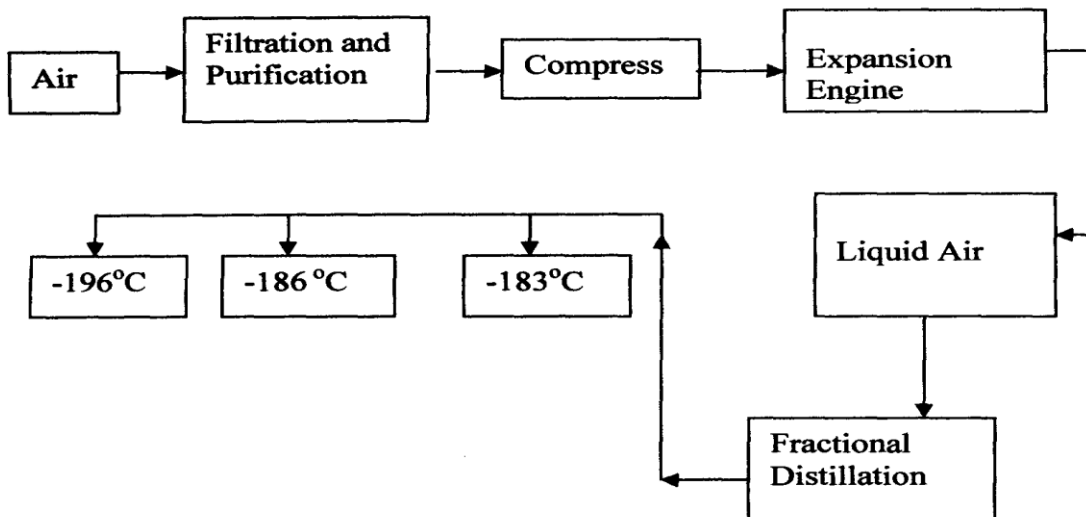 Air
Filtration and
Purification
Compress
Expansion
Engine
-196°C
-186 °C
-183°C
Liquid Air
Fractional
Distillation